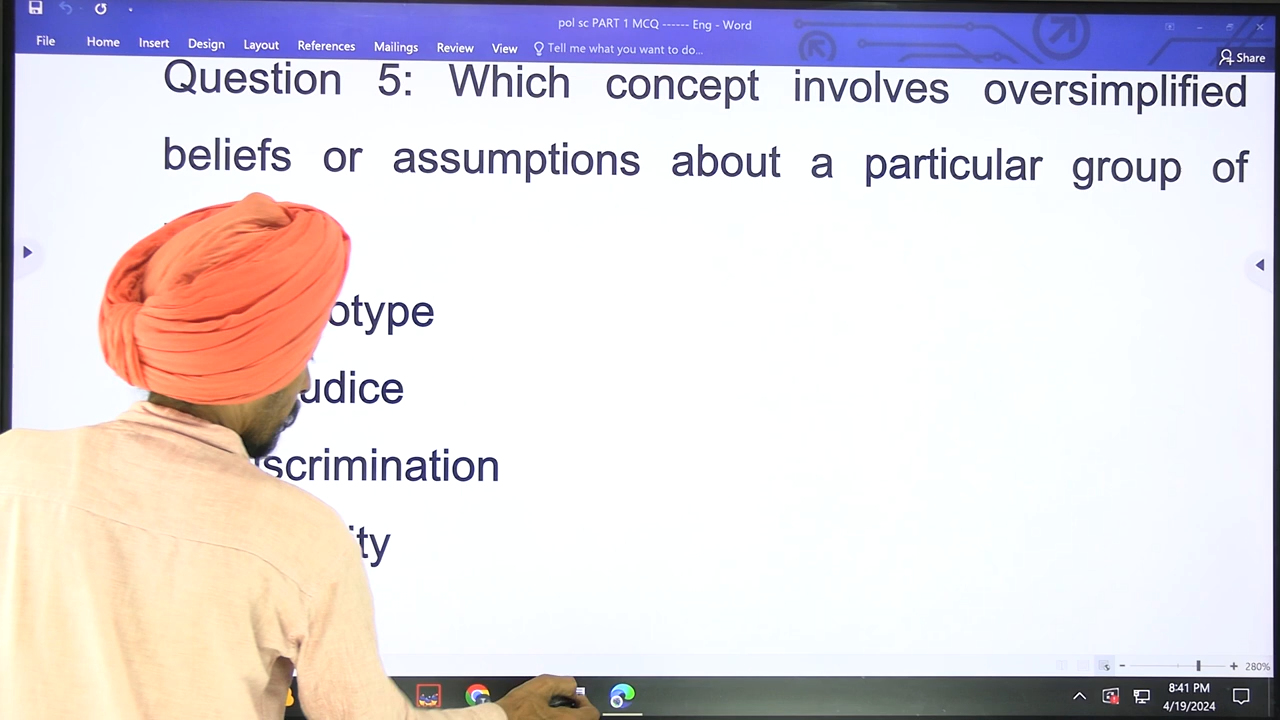 pol sc PART 1 MCQ ------ Eng - Word
File Home Insert Design Layout References Mailings Review View Tell me what you want to do... Share
Question 5: Which concept involves oversimplified
beliefs or assumptions about a particular group of
otype
udice
scrimination
ity
280%
8:41 PM
4/19/2024